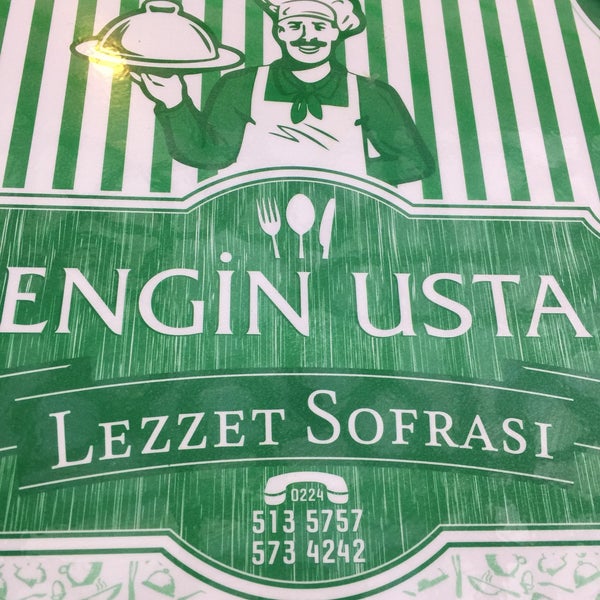 ENGİN USTA
LEZZET SOFRASI
0224
513 5757
573 4242